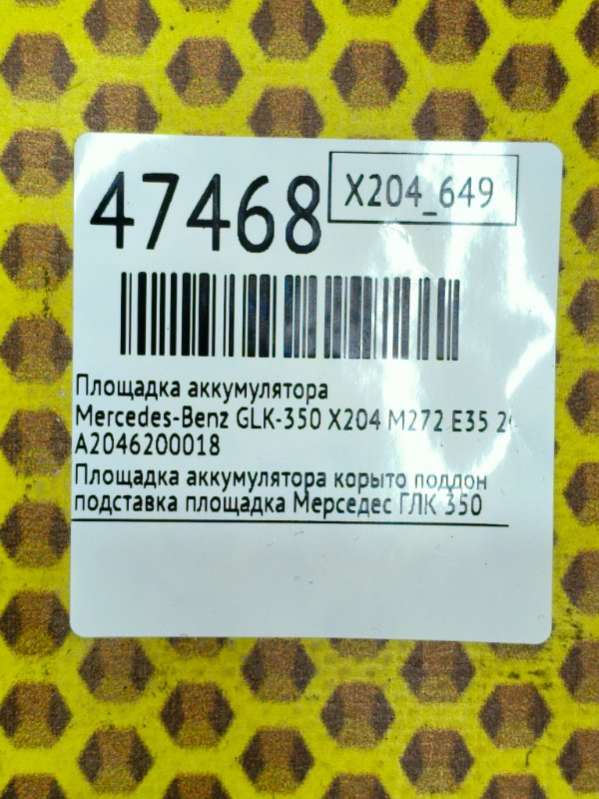 47468
X204_649
Площадка аккумулятора
Mercedes-Benz GLK-350 X204 M272 E35
A2046200018
Площадка аккумулятора корыто поддон
подставка площадка Мерседес ГЛК 350